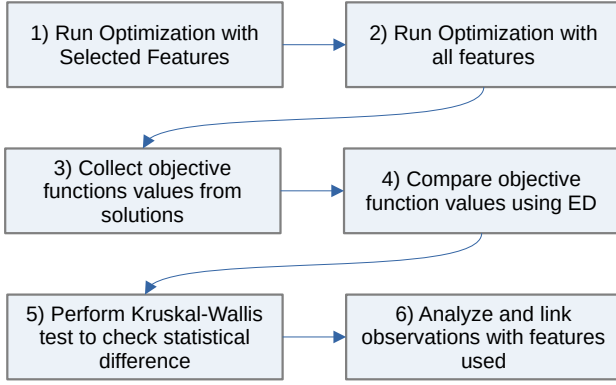 1) Run Optimization with
Selected Features
2) Run Optimization with
all features
3) Collect objective
functions values from
solutions
4) Compare objective
function values using ED
5) Perform Kruskal-Wallis
test to check statistical
difference
6) Analyze and link
observations with features
used